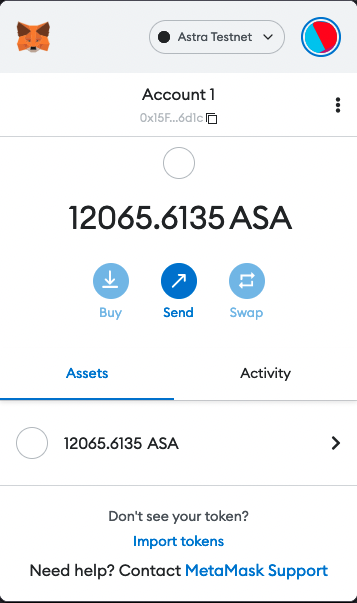 Astra Testnet
Account 1
0x15F...6d1c
12065.6135 ASA
Buy Send Swap
Assets Activity
12065.6135 ASA
Don't see your token?
Import tokens
Need help? Contact MetaMask Support